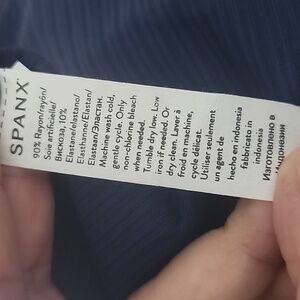 SPANX
90% Rayon/rayón/
Soie artificielle/
Вискоза, 10%
Elastane/elastano/
Elasthanne/Elastan/
Elastaan/Эластан.
Machine wash cold,
gentle cycle. Only
non-chlorine bleach
when needed.
Tumble dry low. Low
iron if needed. Or
dry clean. Laver à
froid en machine,
cycle délicat.
Utiliser seulement
un agent de
hecho en indonesia
fabbricato in
indonesia
Изготовлено в